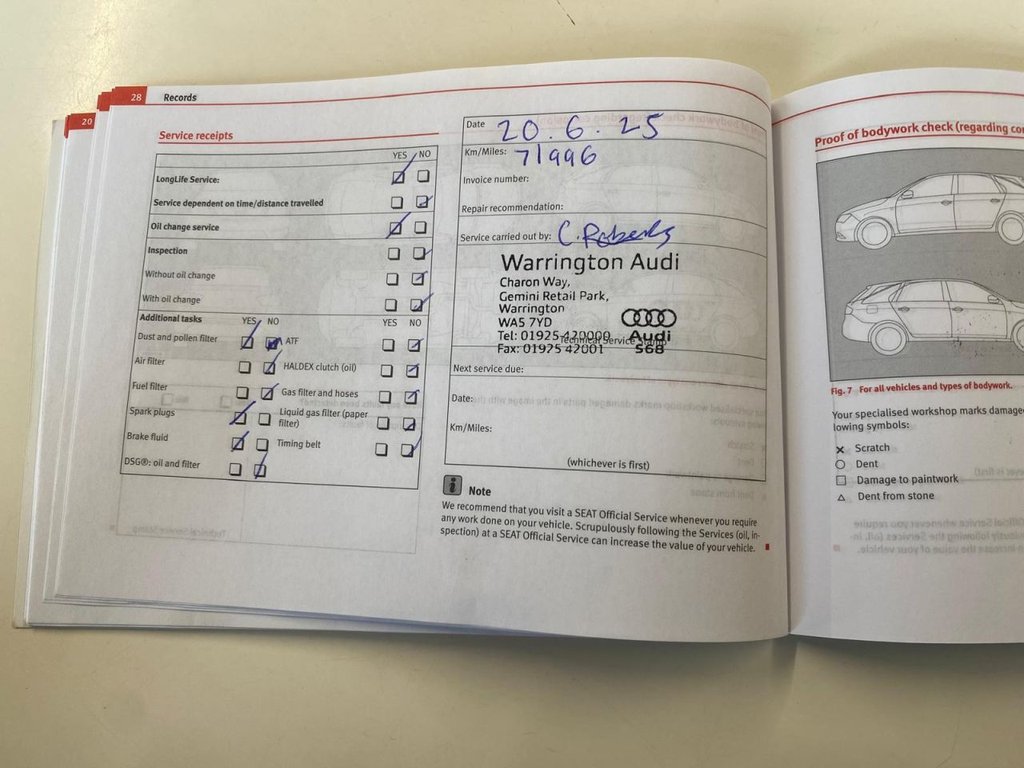 28 Records
20
Service receipts
YES NO
LongLife Service:
Service dependent on time/distance travelled
Oil change service
Inspection
Without oil change
With oil change
Additional tasks YES NO YES NO
Dust and pollen filter ATF
Air filter HALDEX clutch (oil)
Fuel filter Gas filter and hoses
Spark plugs Liquid gas filter (paper
filter)
Brake fluid Timing belt
DSG®: oil and filter
Date 20.6.25
Km/Miles: 71996
Invoice number:
Repair recommendation:
Service carried out by: C. Roberts
Warrington Audi
Charon Way,
Gemini Retail Park,
Warrington
WA5 7YD
Tel: 01925 420000 Audi
Technical Service Stamp
Fax: 01925 42001 S68
Next service due:
Date:
Km/Miles:
(whichever is first)
i Note
We recommend that you visit a SEAT Official Service whenever you require
any work done on your vehicle. Scrupulously following the Services (oil, in-
spection) at a SEAT Official Service can increase the value of your vehicle.
Proof of bodywork check (regarding
Fig. 7 For all vehicles and types of bodywork.
Your specialised workshop marks
lowing symbols:
Scratch
Dent
Damage to paintwork
Dent from stone